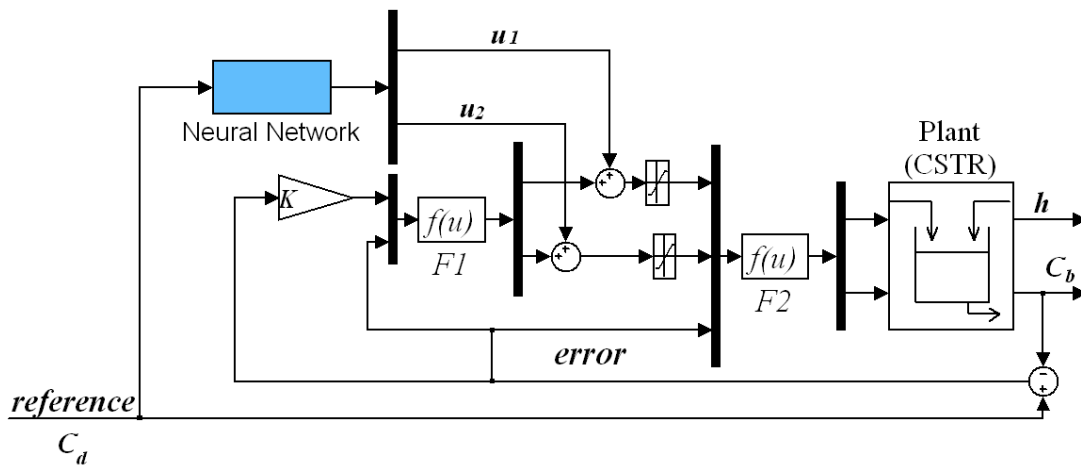 u1
Neural Network
u2
Plant
(CSTR)
K
f(u)
F1
f(u)
F2
h
Cb
error
reference
Cd